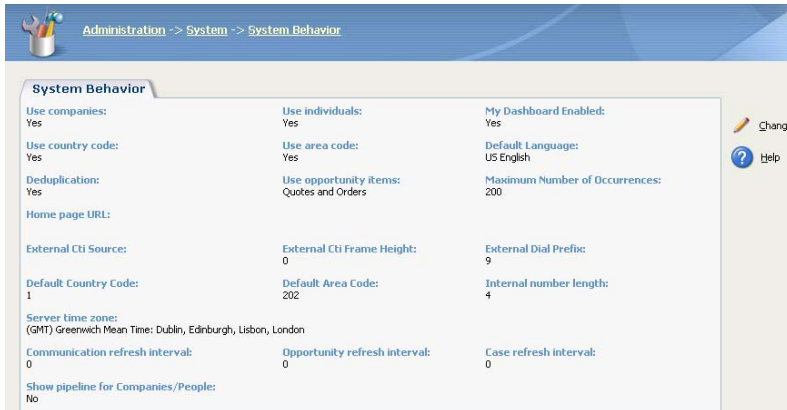 Administration -> System -> System Behavior
System Behavior
Use companies: Use individuals: My Dashboard Enabled:
Yes Yes Yes
Use country code: Use area code: Default Language:
Yes Yes US English
Deduplication: Use opportunity items: Maximum Number of Occurrences:
Yes Quotes and Orders 200
Home page URL:
External Cti Source: External Cti Frame Height: External Dial Prefix:
0 9
Default Country Code: Default Area Code: Internal number length:
1 202 4
Server time zone:
(GMT) Greenwich Mean Time: Dublin, Edinburgh, Lisbon, London
Communication refresh interval: Opportunity refresh interval: Case refresh interval:
0 0 0
Show pipeline for Companies/People:
No
Chang
Help